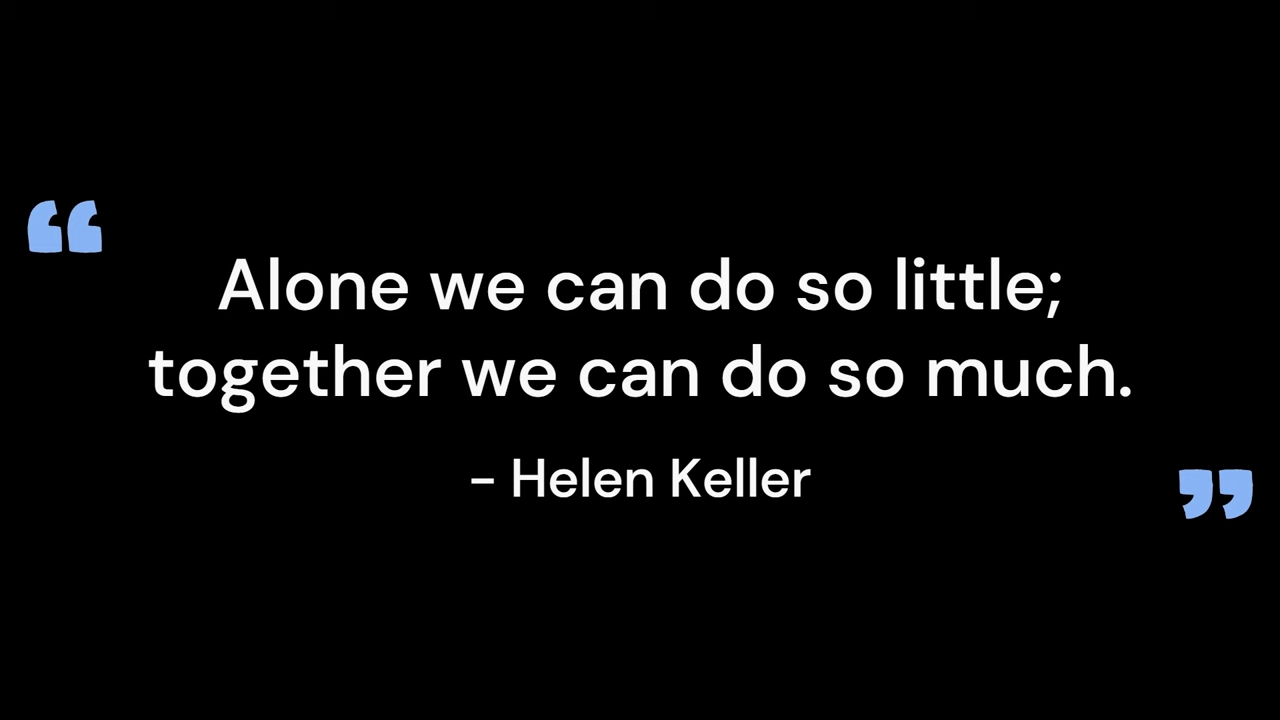 “
Alone we can do so little;
together we can do so much.
– Helen Keller
”